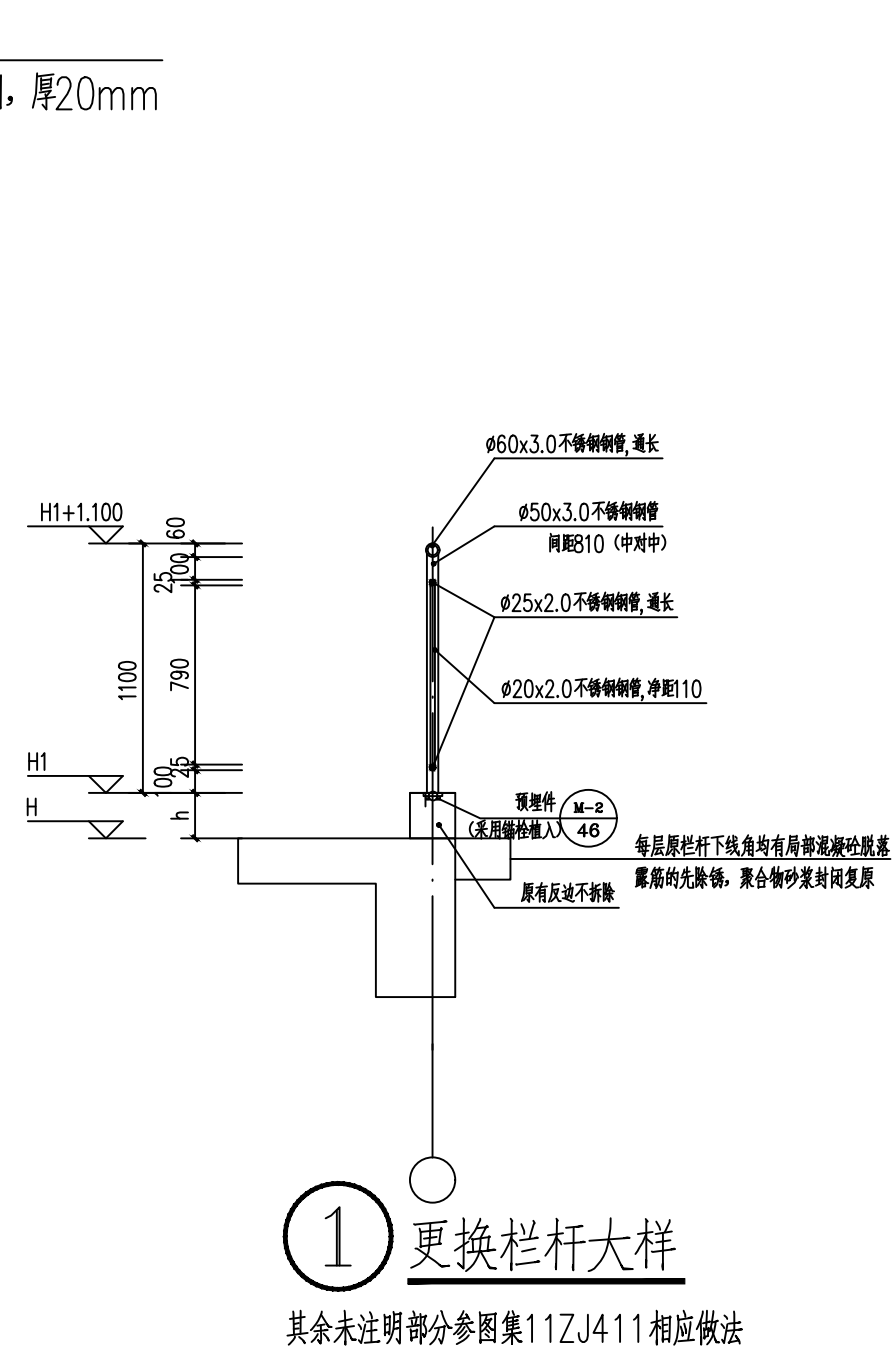 ，厚20mm
∅60x3.0不锈钢钢管,通长
H1+1.100
60
∅50x3.0不锈钢钢管
间距810（中对中）
100
25
∅25x2.0不锈钢钢管,通长
1100
790
∅20x2.0不锈钢钢管,净距110
H1
25
100
H
h
预埋件
(采用锚栓植入)
M-2
46
每层原栏杆下线角均有局部混凝砼脱落
露筋的先除锈，聚合物砂浆封闭复原
原有反边不拆除
1
更换栏杆大样
其余未注明部分参图集11ZJ411相应做法